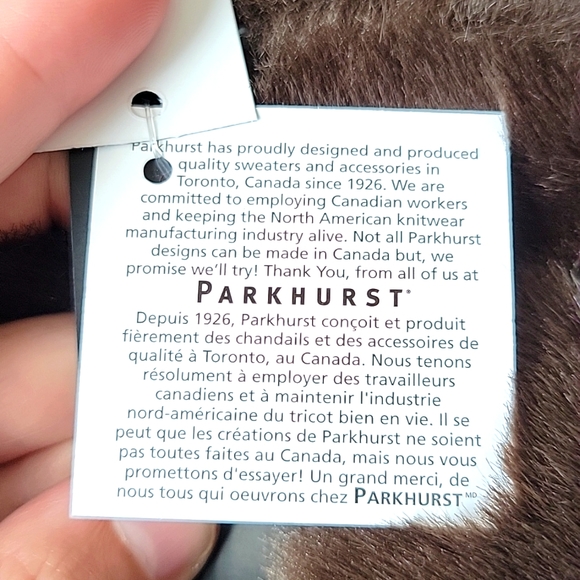 Parkhurst has proudly designed and produced
quality sweaters and accessories in
Toronto, Canada since 1926. We are
committed to employing Canadian workers
and keeping the North American knitwear
manufacturing industry alive. Not all Parkhurst
designs can be made in Canada but, we
promise we'll try! Thank You, from all of us at
PARKHURST®
Depuis 1926, Parkhurst conçoit et produit
fièrement des chandails et des accessoires de
qualité à Toronto, au Canada. Nous tenons
résolument à employer des travailleurs
canadiens et à maintenir l'industrie
nord-américaine du tricot bien en vie. Il se
peut que les créations de Parkhurst ne soient
pas toutes faites au Canada, mais nous vous
promettons d'essayer! Un grand merci, de
nous tous qui oeuvrons chez PARKHURST MD